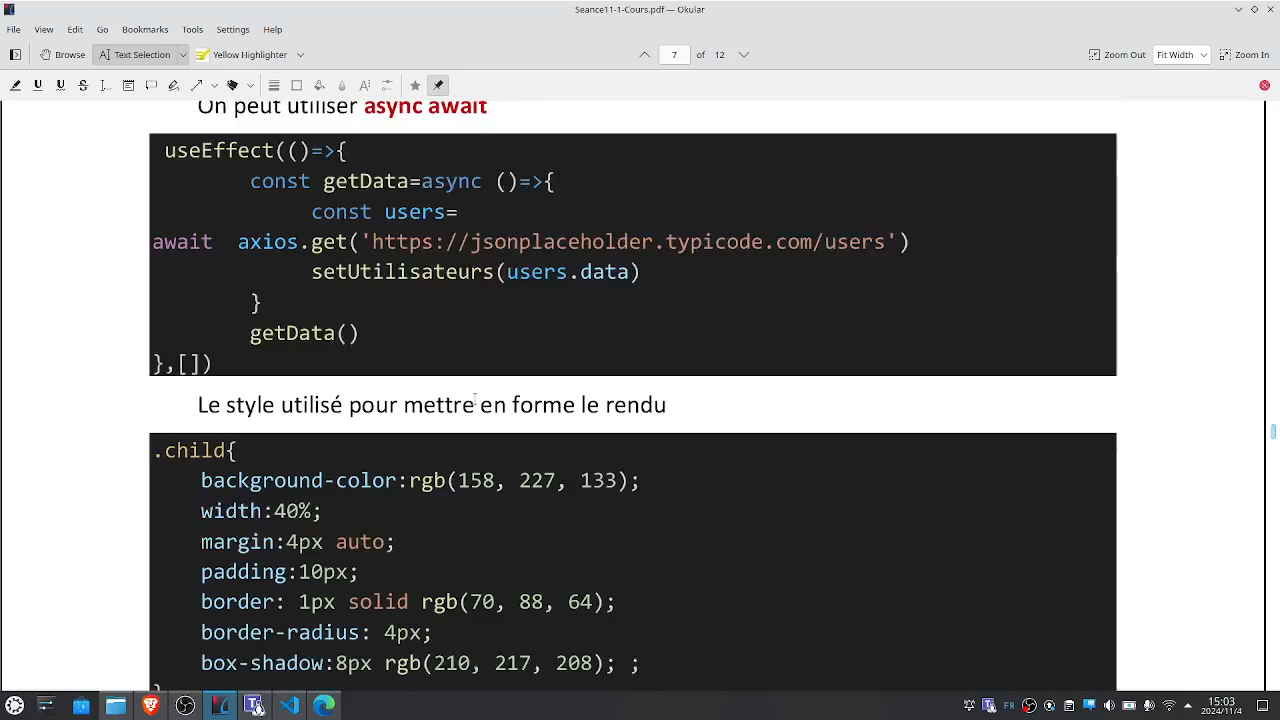 Seance11-1-Cours.pdf — Okular
File View Edit Go Bookmarks Tools Settings Help
Browse Text Selection Yellow Highlighter 7 of 12 Zoom Out Fit Width Zoom In
On peut utiliser async await
useEffect(()=>{
const getData=async ()=>{
const users=
await axios.get('https://jsonplaceholder.typicode.com/users')
setUtilisateurs(users.data)
}
getData()
},[])
Le style utilisé pour mettre en forme le rendu
.child{
background-color:rgb(158, 227, 133);
width:40%;
margin:4px auto;
padding:10px;
border: 1px solid rgb(70, 88, 64);
border-radius: 4px;
box-shadow:8px rgb(210, 217, 208); ;
}
FR 15:03
2024/11/4